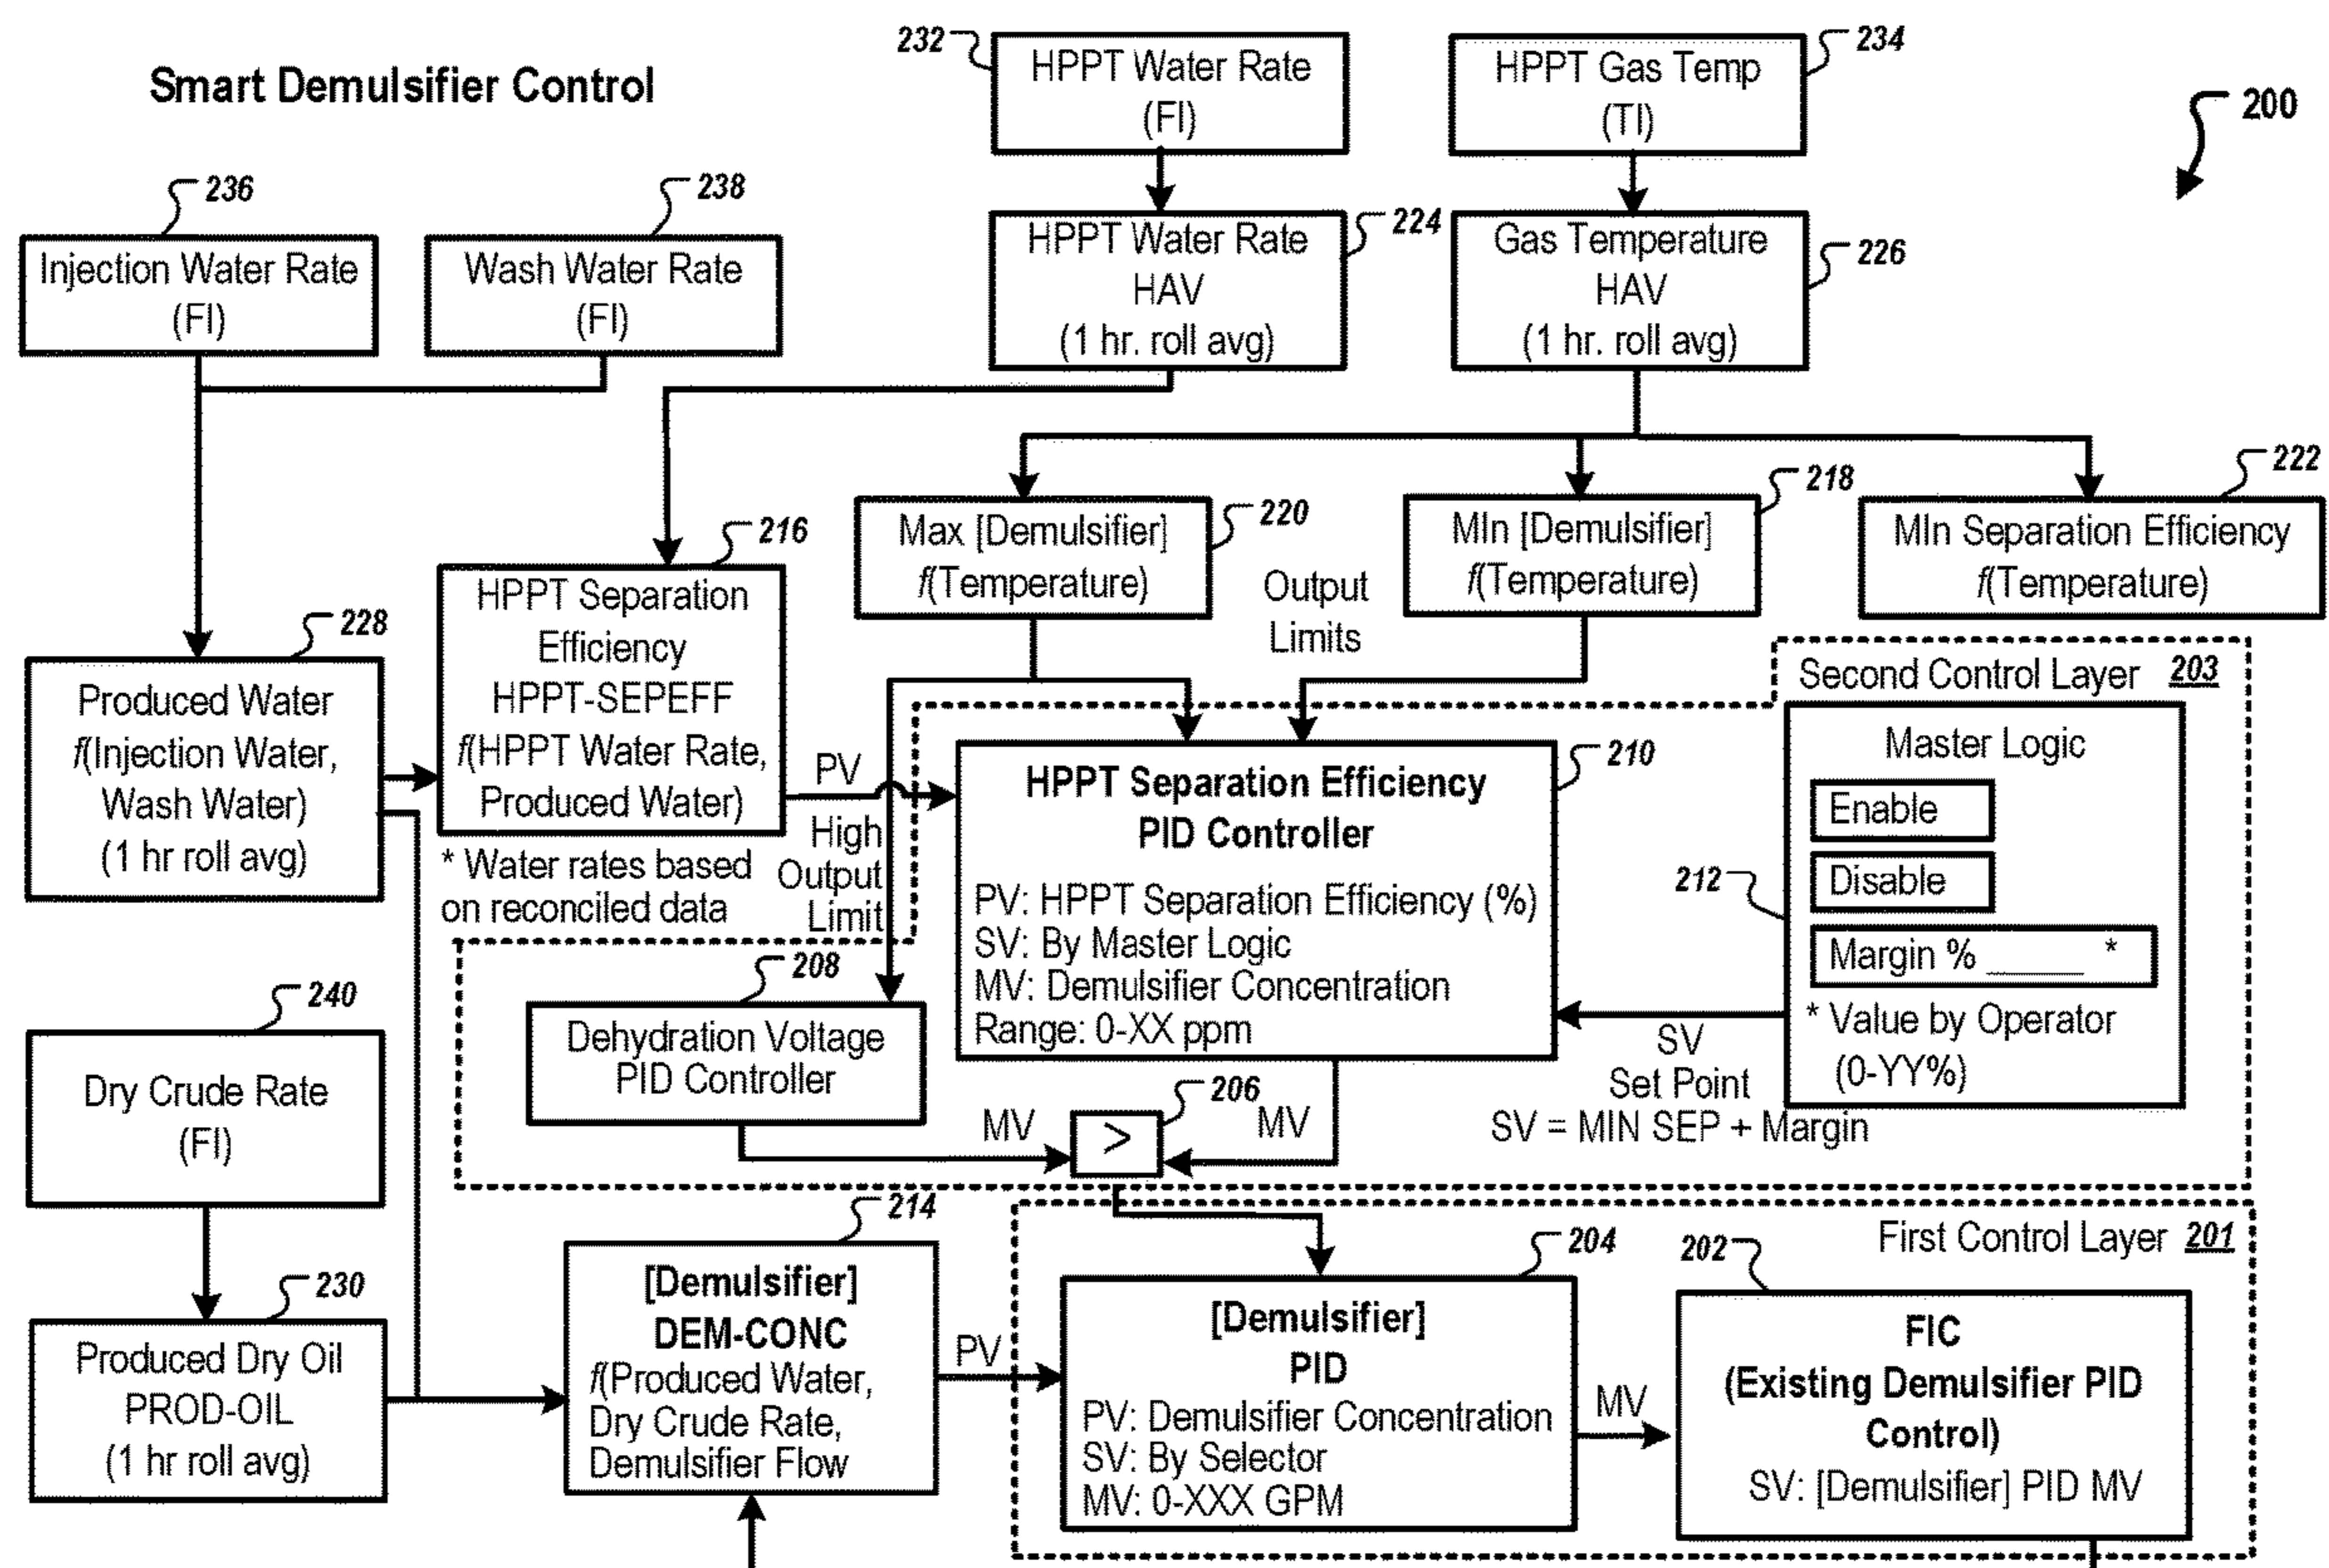 Smart Demulsifier Control
232
HPPT Water Rate
(FI)
HPPT Gas Temp
(TI)
234
200
236
Injection Water Rate
(FI)
238
Wash Water Rate
(FI)
HPPT Water Rate
HAV
(1 hr. roll avg)
224
Gas Temperature
HAV
(1 hr. roll avg)
226
220
Max [Demulsifier]
f(Temperature)
Output
Limits
218
MIn [Demulsifier]
f(Temperature)
222
MIn Separation Efficiency
f(Temperature)
216
HPPT Separation
Efficiency
HPPT-SEPEFF
f(HPPT Water Rate,
Produced Water)
* Water rates based
on reconciled data
228
Produced Water
f(Injection Water,
Wash Water)
(1 hr roll avg)
PV
High
Output
Limit
Second Control Layer 203
210
HPPT Separation Efficiency
PID Controller
PV: HPPT Separation Efficiency (%)
SV: By Master Logic
MV: Demulsifier Concentration
Range: 0-XX ppm
Master Logic
Enable
Disable
212
Margin % ______ *
* Value by Operator
(0-YY%)
SV
Set Point
SV = MIN SEP + Margin
208
Dehydration Voltage
PID Controller
MV
206
>
MV
240
Dry Crude Rate
(FI)
230
Produced Dry Oil
PROD-OIL
(1 hr roll avg)
214
[Demulsifier]
DEM-CONC
f(Produced Water,
Dry Crude Rate,
Demulsifier Flow
PV
First Control Layer 201
204
[Demulsifier]
PID
PV: Demulsifier Concentration
SV: By Selector
MV: 0-XXX GPM
MV
202
FIC
(Existing Demulsifier PID
Control)
SV: [Demulsifier] PID MV